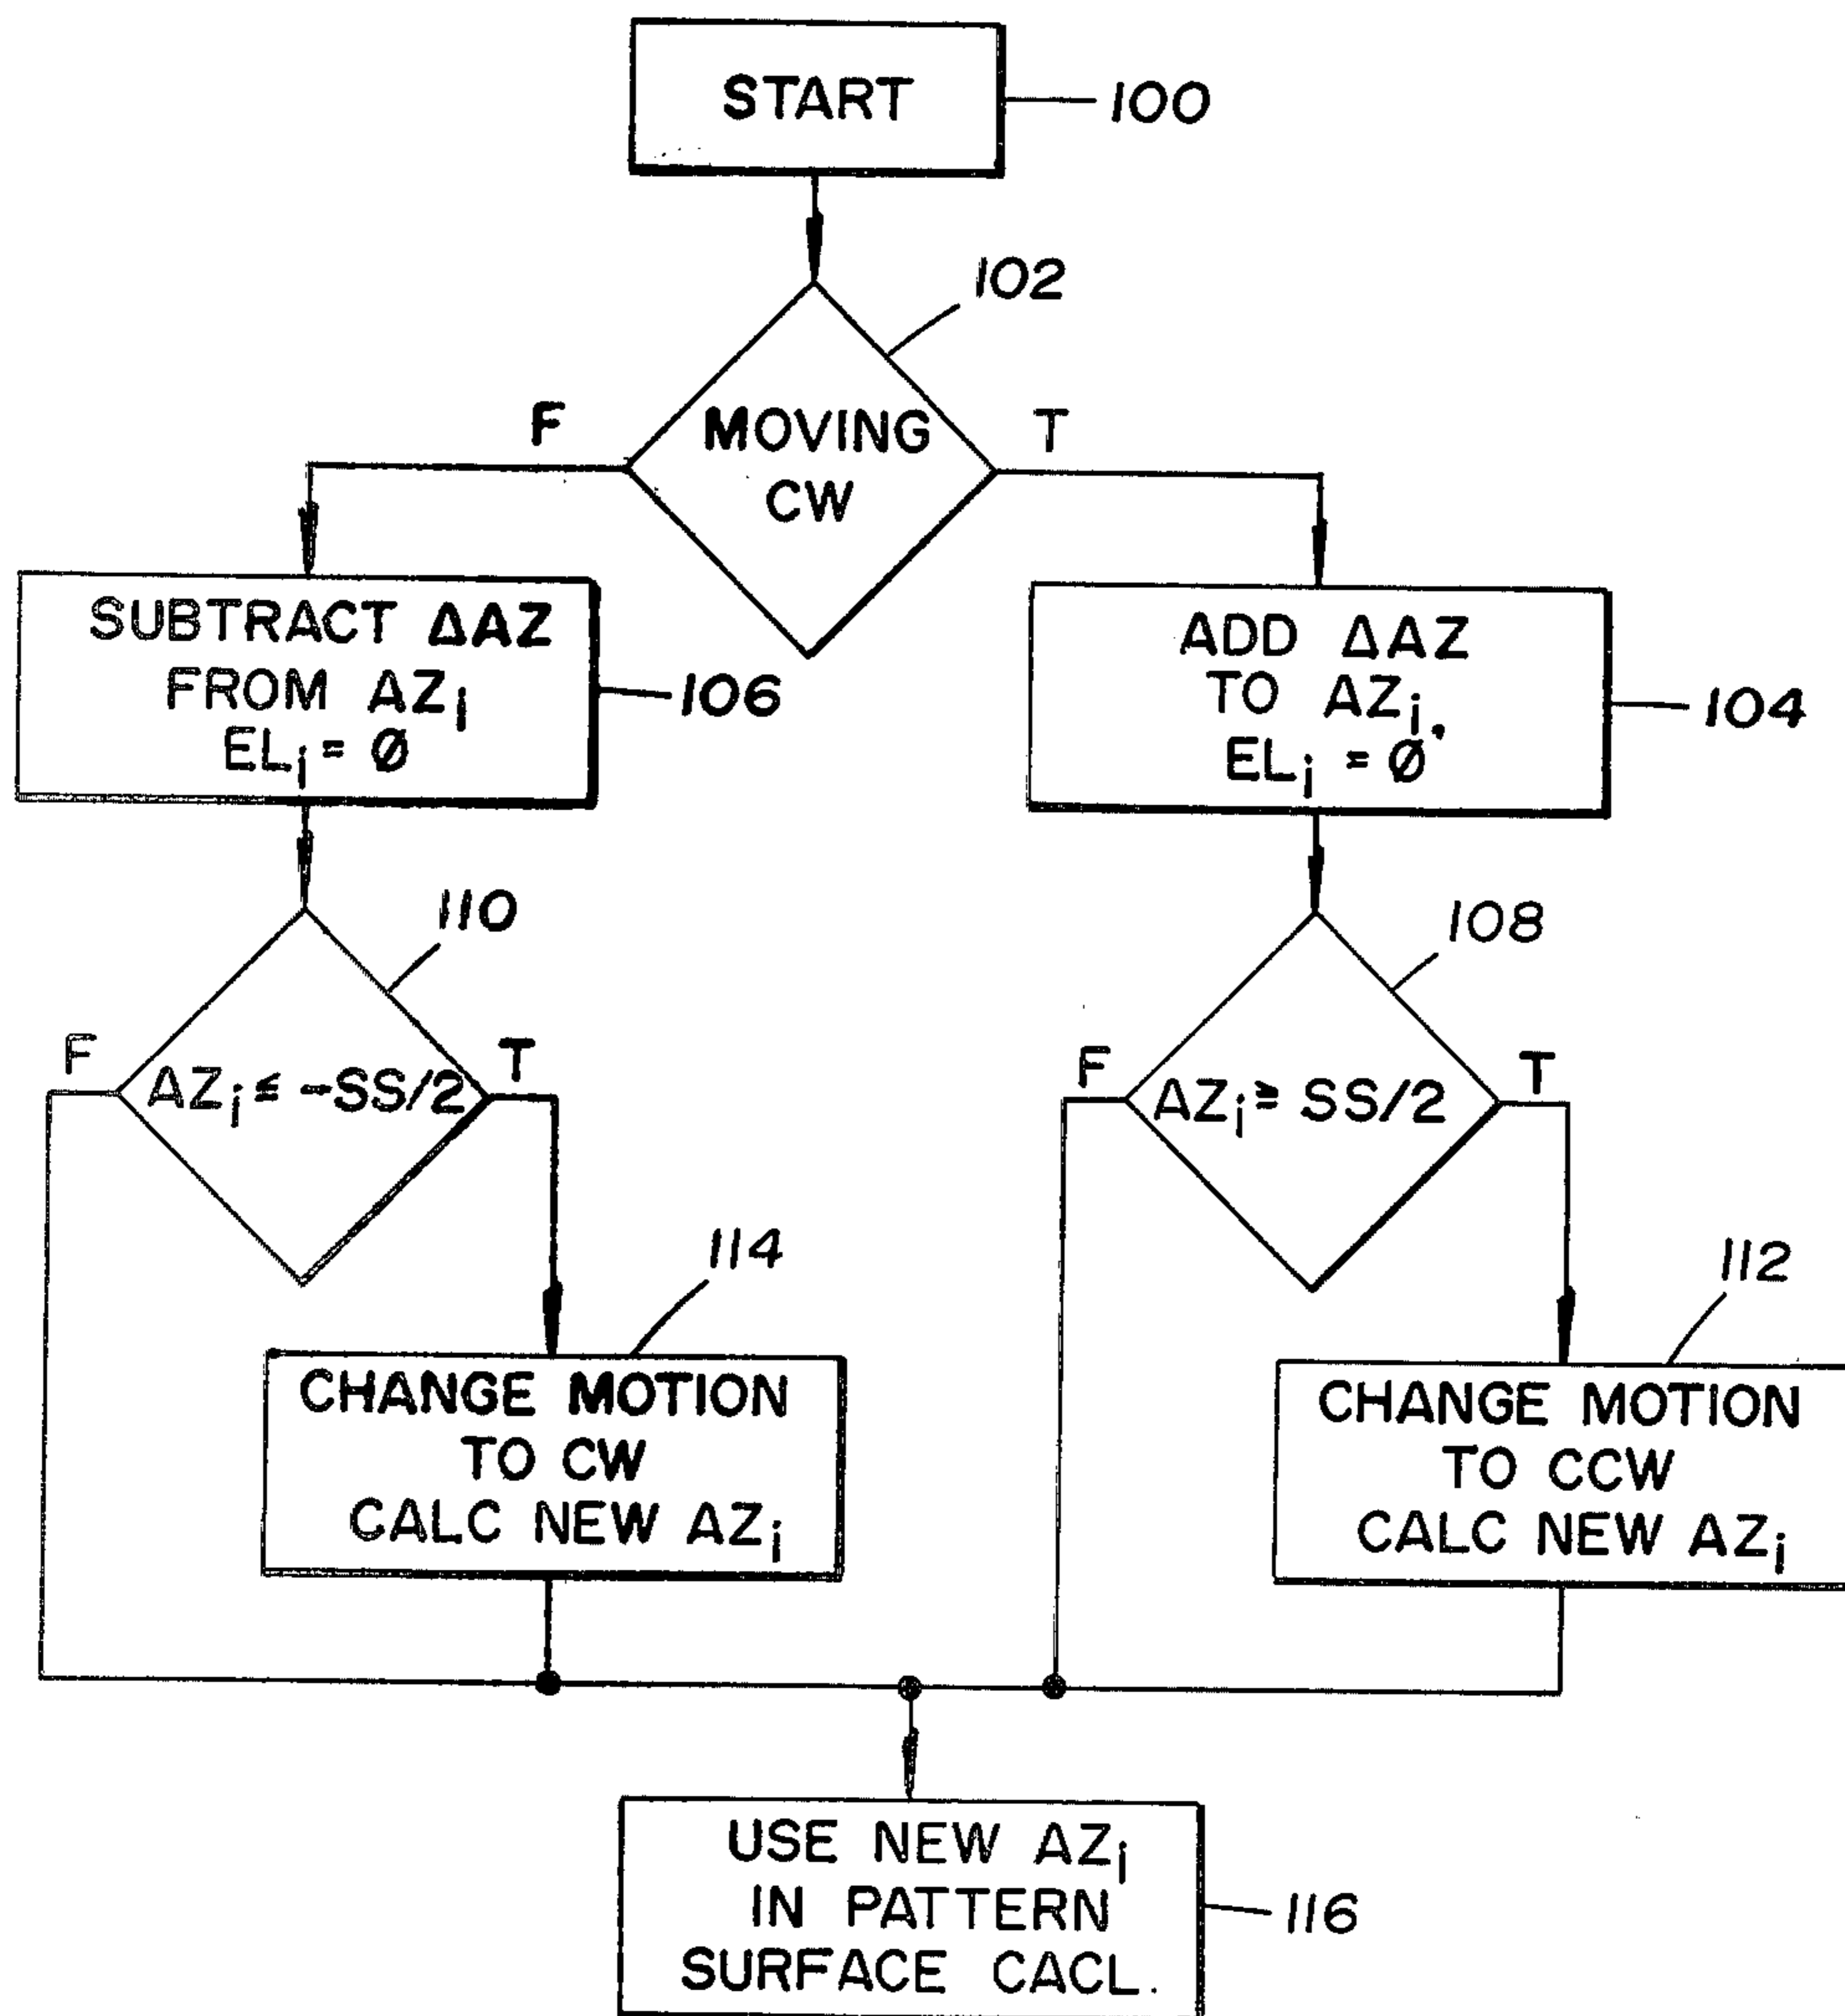 START
100
102
F
MOVING
CW
T
SUBTRACT ΔAZ
FROM AZi
ELi = Ø
106
ADD ΔAZ
TO AZi,
ELi = Ø
104
110
F
AZi ≤ -SS/2
T
108
F
AZi ≥ SS/2
T
114
CHANGE MOTION
TO CW
CALC NEW AZi
112
CHANGE MOTION
TO CCW
CALC NEW AZi
USE NEW AZi
IN PATTERN
SURFACE CACL.
116